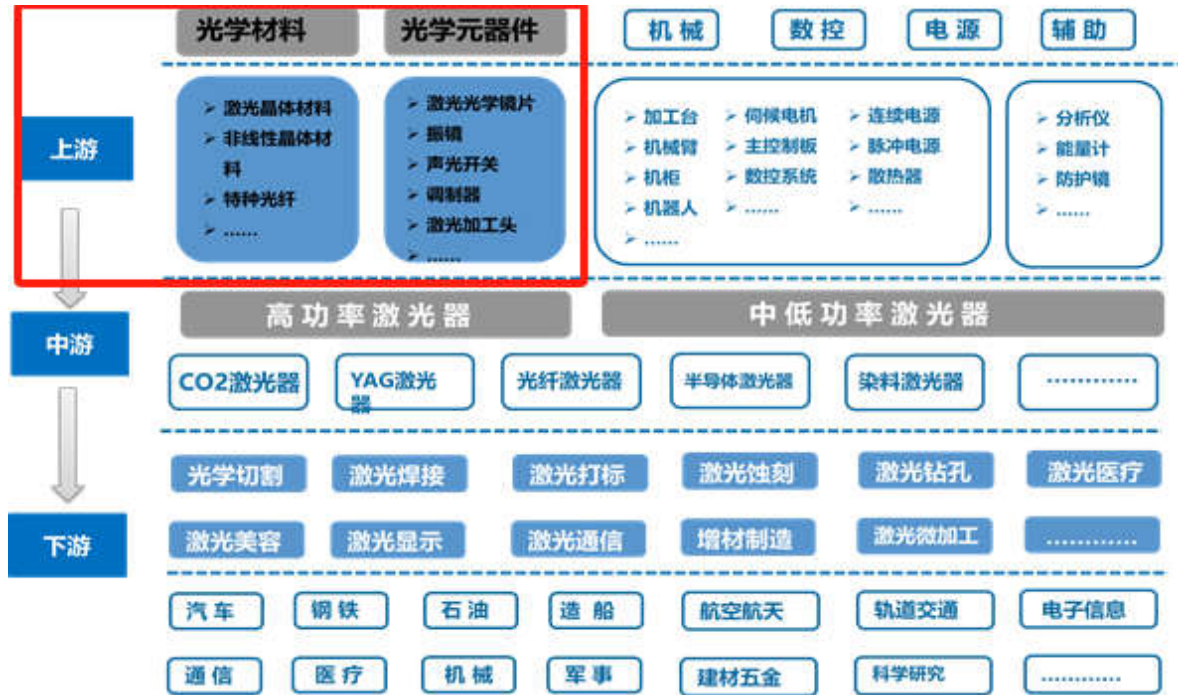 光学材料
光学元器件
机械
数控
电源
辅助
上游
➢ 激光晶体材料
➢ 非线性晶体材
料
➢ 特种光纤
➢ ……
➢ 激光光学镜片
➢ 振镜
➢ 声光开关
➢ 调制器
➢ 激光加工头
➢ ……
➢ 加工台
➢ 机械臂
➢ 机柜
➢ 机器人
➢ ……
➢ 伺候电机
➢ 主控制板
➢ 数控系统
➢ ……
➢ 连续电源
➢ 脉冲电源
➢ 散热器
➢ ……
➢ 分析仪
➢ 能量计
➢ 防护镜
➢ ……
中游
高功率激光器
中低功率激光器
CO2激光器
YAG激光
器
光纤激光器
半导体激光器
染料激光器
…………
下游
光学切割
激光焊接
激光打标
激光蚀刻
激光钻孔
激光医疗
激光美容
激光显示
激光通信
增材制造
激光微加工
…………
汽车
钢铁
石油
造船
航空航天
轨道交通
电子信息
通信
医疗
机械
军事
建材五金
科学研究
…………